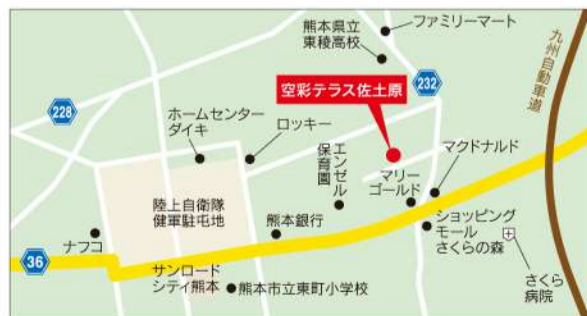 ファミリーマート
熊本県立
東稜高校
九州自動車道
空彩テラス佐土原
232
228
ホームセンター
ダイキ
ロッキー
エンゼル
保育園
マクドナルド
マリー
ゴールド
陸上自衛隊
健軍駐屯地
熊本銀行
ショッピング
モール
さくらの森
ナフコ
36
サンロード
シティ熊本
熊本市立東町小学校
さくら
病院